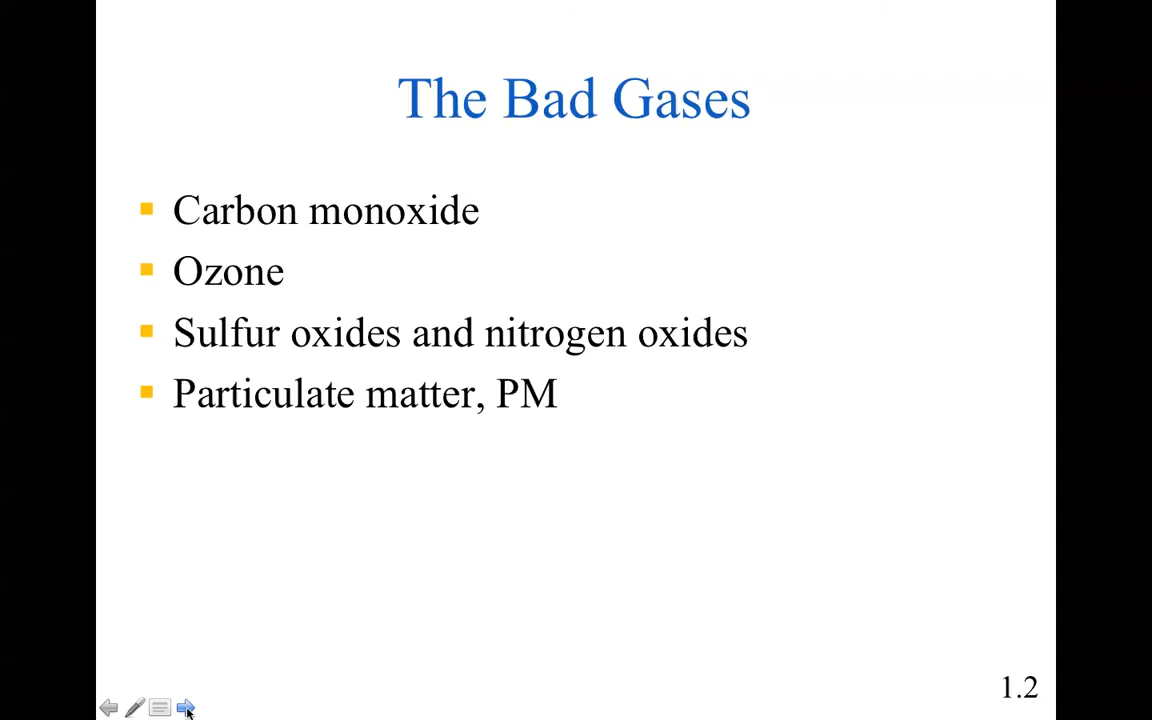 The Bad Gases
Carbon monoxide
Ozone
Sulfur oxides and nitrogen oxides
Particulate matter, PM
1.2